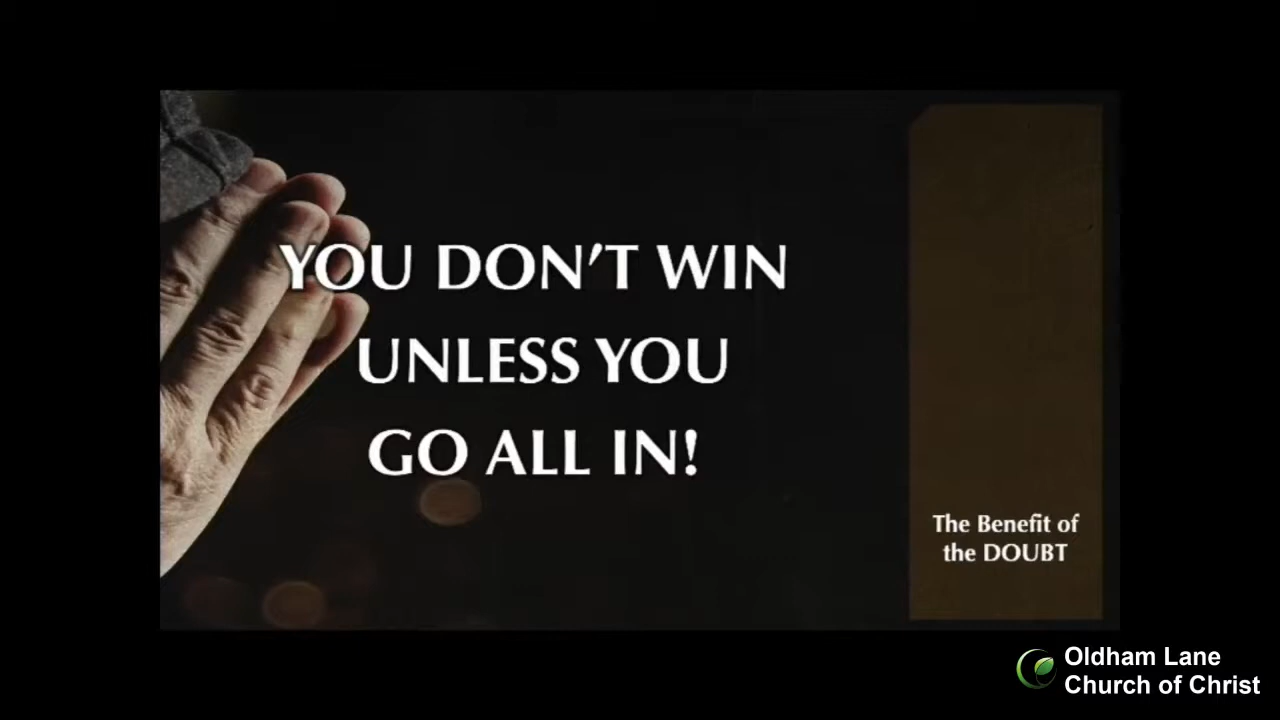 YOU DON'T WIN
UNLESS YOU
GO ALL IN!
The Benefit of
the DOUBT
Oldham Lane
Church of Christ